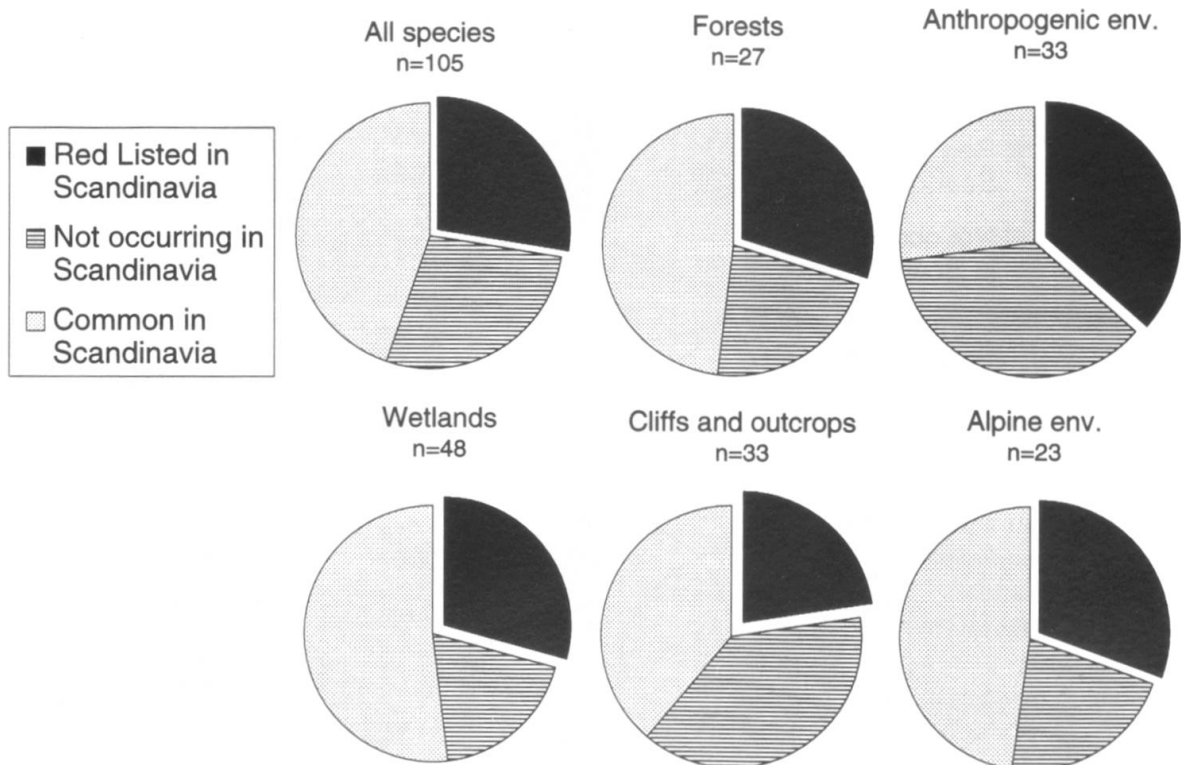 All species
n=105
Forests
n=27
Anthropogenic env.
n=33
Red Listed in
Scandinavia
Not occurring in
Scandinavia
Common in
Scandinavia
Wetlands
n=48
Cliffs and outcrops
n=33
Alpine env.
n=23